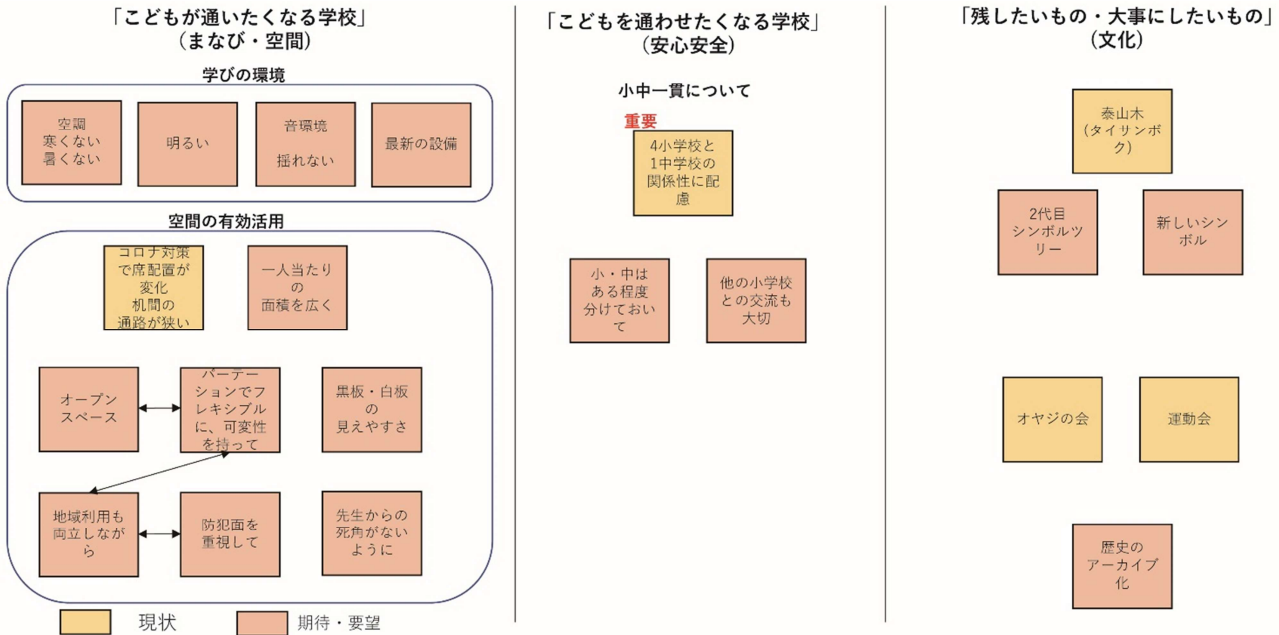 「こどもが通いたくなる学校」
(まなび・空間)
学びの環境
空調
寒くない
暑くない
明るい
音環境
揺れない
最新の設備
空間の有効活用
コロナ対策
で席配置が
変化
机間の
通路が狭い
一人当たり
の
面積を広く
オープン
スペース
パーテー
ションでフ
レキシブル
に、可変性
を持って
黒板・白板
の
見えやすさ
地域利用も
両立しなが
ら
防犯面を
重視して
先生からの
死角がない
ように
現状
期待・要望
「こどもを通わせたくなる学校」
(安心安全)
小中一貫について
重要
4小学校と
1中学校の
関係性に配
慮
小・中は
ある程度
分けておい
て
他の小学校
との交流も
大切
「残したいもの・大事にしたいもの」
(文化)
泰山木
(タイサンボ
ク)
2代目
シンボルツ
リー
新しいシン
ボル
オヤジの会
運動会
歴史の
アーカイブ
化